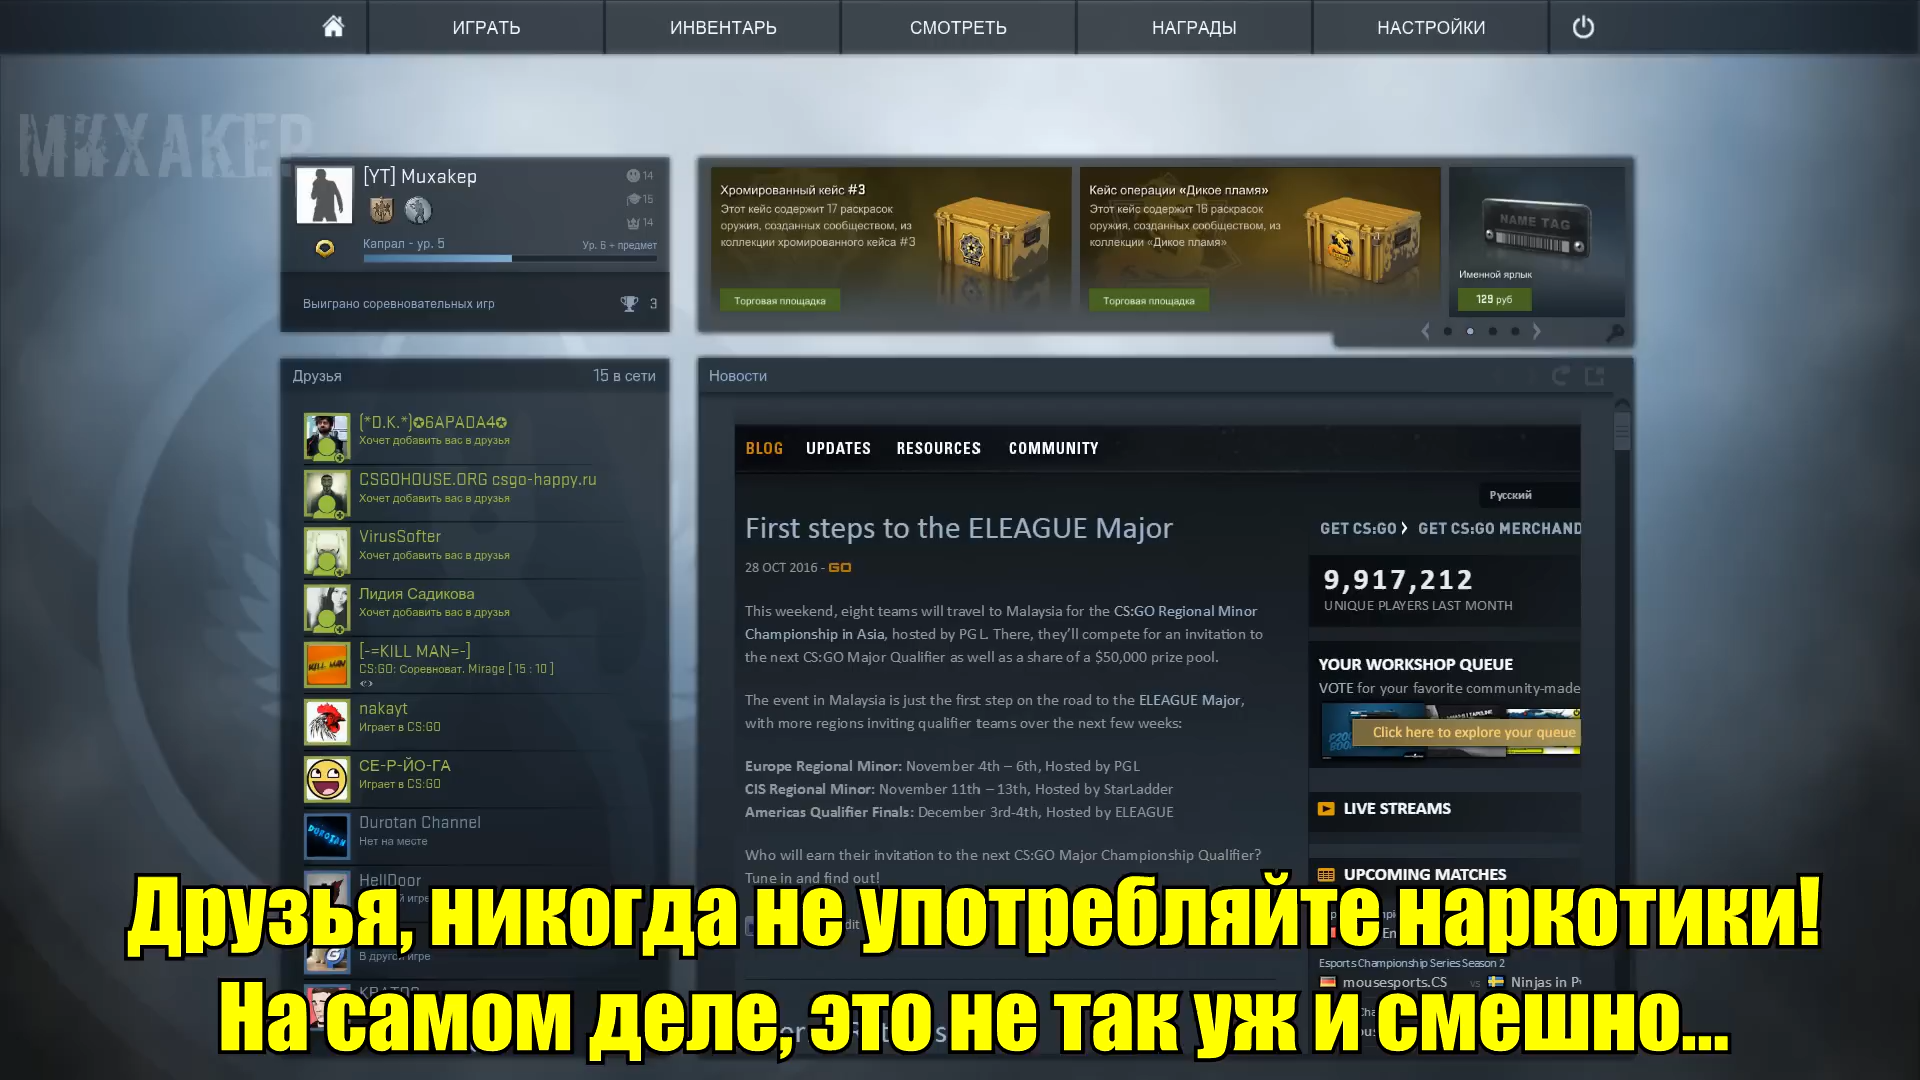 ИГРАТЬ
ИНВЕНТАРЬ
СМОТРЕТЬ
НАГРАДЫ
НАСТРОЙКИ
МИХАКЕР
[YT] Михакер
14
15
14
Капрал - ур. 5
Ур. 6 + предмет
Выиграно соревновательных игр
3
Хромированный кейс #3
Этот кейс содержит 17 раскрасок
оружия, созданных сообществом, из
коллекции хромированного кейса #3
Торговая площадка
Кейс операции «Дикое пламя»
Этот кейс содержит 16 раскрасок
оружия, созданных сообществом, из
коллекции «Дикое пламя»
Торговая площадка
NAME TAG
Именной ярлык
129 руб
Друзья
15 в сети
(*D.K.*)✪6APADA4✪
Хочет добавить вас в друзья
CSGOHOUSE.ORG csgo-happy.ru
Хочет добавить вас в друзья
VirusSofter
Хочет добавить вас в друзья
Лидия Садикова
Хочет добавить вас в друзья
[-=KILL MAN=-]
CS:GO: Соревноват. Mirage [ 15 : 10 ]
nakayt
Играет в CS:GO
СЕ-Р-ЙО-ГА
Играет в CS:GO
Durotan Channel
Нет на месте
HellDoor
В другой игре
Новости
BLOG
UPDATES
RESOURCES
COMMUNITY
Русский
First steps to the ELEAGUE Major
28 OCT 2016 - GO
This weekend, eight teams will travel to Malaysia for the CS:GO Regional Minor
Championship in Asia, hosted by PGL. There, they’ll compete for an invitation to
the next CS:GO Major Qualifier as well as a share of a $50,000 prize pool.
The event in Malaysia is just the first step on the road to the ELEAGUE Major,
with more regions inviting qualifier teams over the next few weeks:
Europe Regional Minor: November 4th – 6th, Hosted by PGL
CIS Regional Minor: November 11th – 13th, Hosted by StarLadder
Americas Qualifier Finals: December 3rd-4th, Hosted by ELEAGUE
Who will earn their invitation to the next CS:GO Major Championship Qualifier?
Tune in and find out!
GET CS:GO
GET CS:GO MERCHAND
9,917,212
UNIQUE PLAYERS LAST MONTH
YOUR WORKSHOP QUEUE
VOTE for your favorite community-made
Click here to explore your queue
LIVE STREAMS
UPCOMING MATCHES
Esports Championship Series Season 2
mousesports.CS vs Ninjas in P
Друзья, никогда не употребляйте наркотики!
На самом деле, это не так уж и смешно...